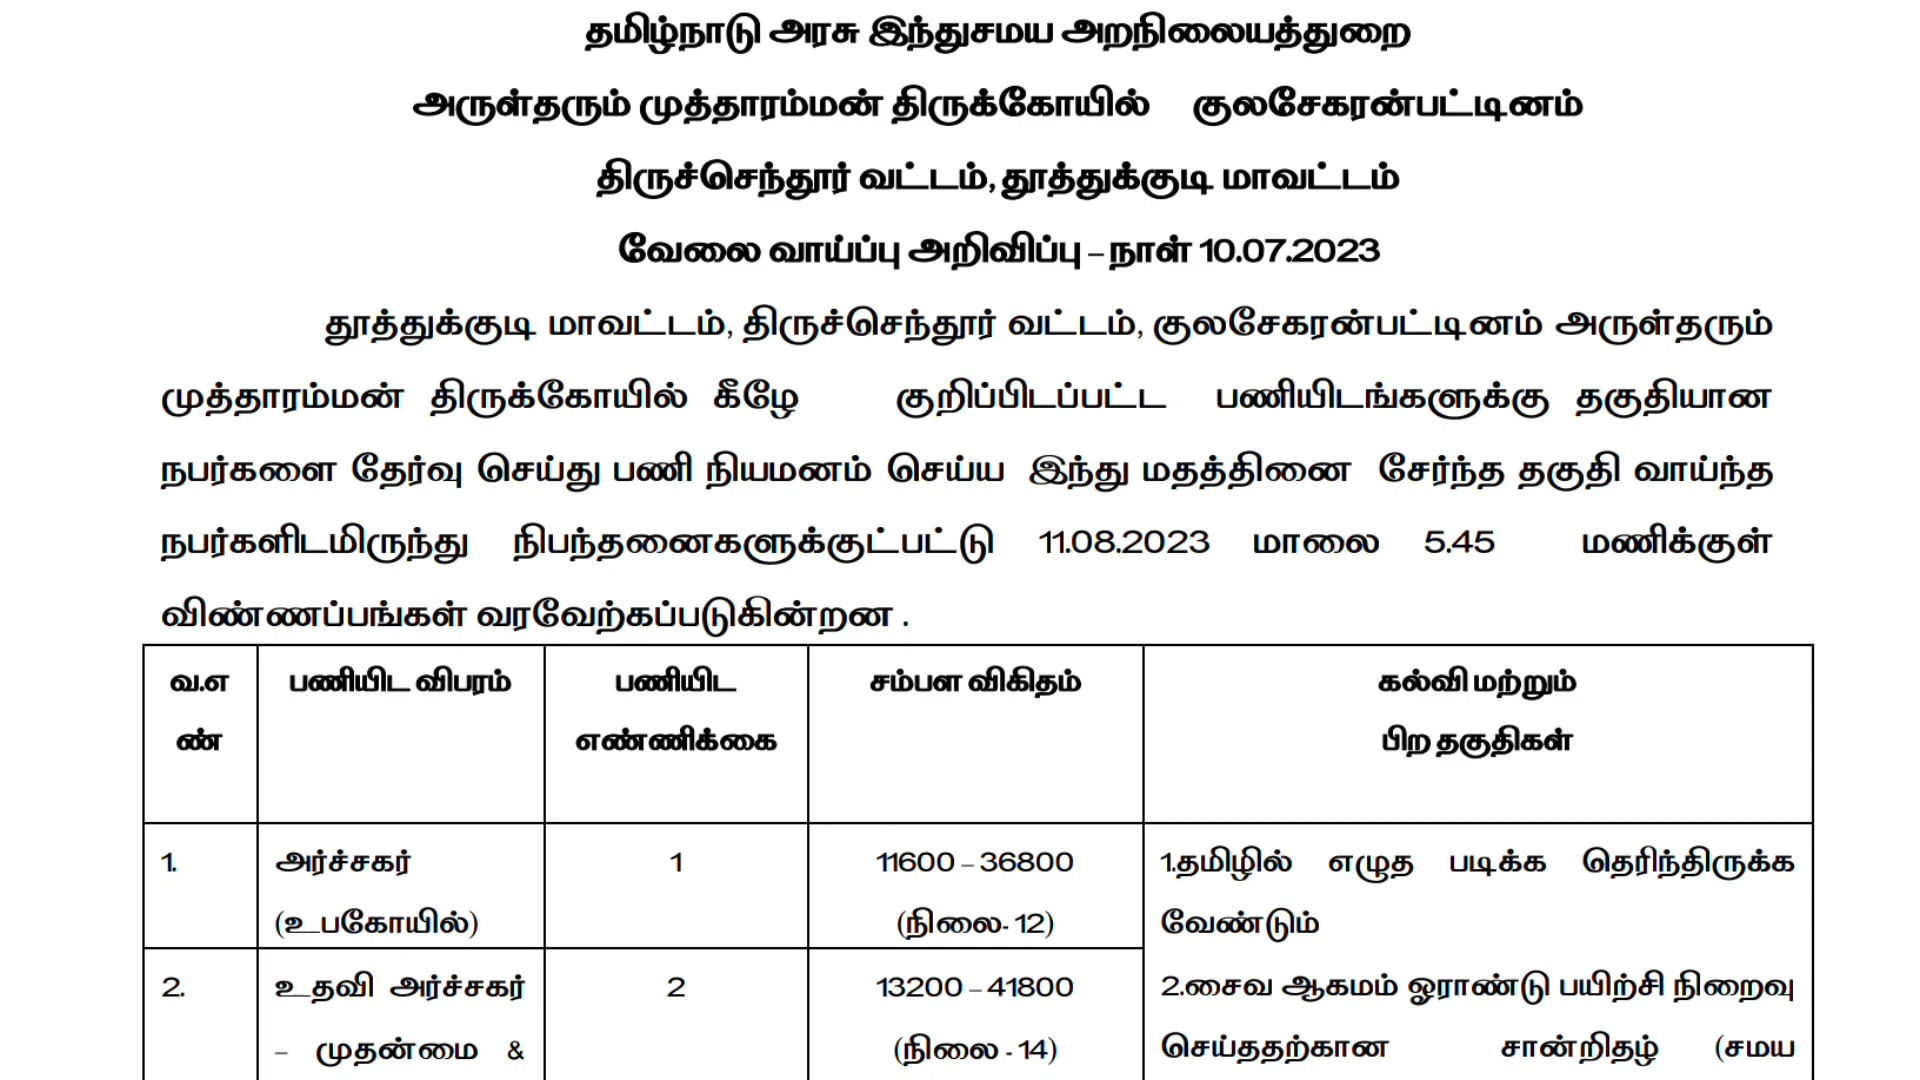 தமிழ்நாடு அரசு இந்துசமய அறநிலையத்துறை
அருள்தரும் முத்தாரம்மன் திருக்கோயில் குலசேகரன்பட்டினம்
திருச்செந்தூர் வட்டம், தூத்துக்குடி மாவட்டம்
வேலை வாய்ப்பு அறிவிப்பு – நாள் 10.07.2023
தூத்துக்குடி மாவட்டம், திருச்செந்தூர் வட்டம், குலசேகரன்பட்டினம் அருள்தரும்
முத்தாரம்மன் திருக்கோயில் கீழே குறிப்பிடப்பட்ட பணியிடங்களுக்கு தகுதியான
நபர்களை தேர்வு செய்து பணி நியமனம் செய்ய இந்து மதத்தினை சேர்ந்த தகுதி வாய்ந்த
நபர்களிடமிருந்து நிபந்தனைகளுக்குட்பட்டு 11.08.2023 மாலை 5.45 மணிக்குள்
விண்ணப்பங்கள் வரவேற்கப்படுகின்றன .
வ.எ
ண்
பணியிட விபரம்
பணியிட
எண்ணிக்கை
சம்பள விகிதம்
கல்வி மற்றும்
பிற தகுதிகள்
1.
அர்ச்சகர்
(உபகோயில்)
1
11600 – 36800
(நிலை- 12)
1.தமிழில் எழுத படிக்க தெரிந்திருக்க
வேண்டும்
2.
உதவி அர்ச்சகர்
– முதன்மை &
2
13200 – 41800
(நிலை - 14)
2.சைவ ஆகமம் ஓராண்டு பயிற்சி நிறைவு
செய்ததற்கான சான்றிதழ் (சமய